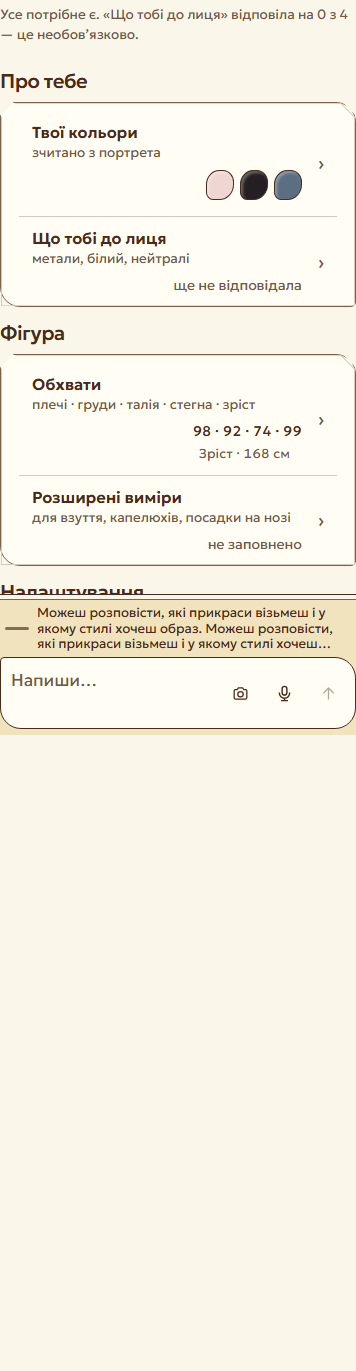 Усе потрібне є. «Що тобі до лиця» відповіла на 0 з 4
— це необов’язково.
Про тебе
Твої кольори
зчитано з портрета
Що тобі до лиця
метали, білий, нейтралі
ще не відповідала
Фігура
Обхвати
плечі · груди · талія · стегна · зріст
98 · 92 · 74 · 99
Зріст · 168 см
Розширені виміри
для взуття, капелюхів, посадки на нозі
не заповнено
Налаштування
Можеш розповісти, які прикраси візьмеш і у
якому стилі хочеш образ. Можеш розповісти,
які прикраси візьмеш і у якому стилі хочеш…
Напиши…